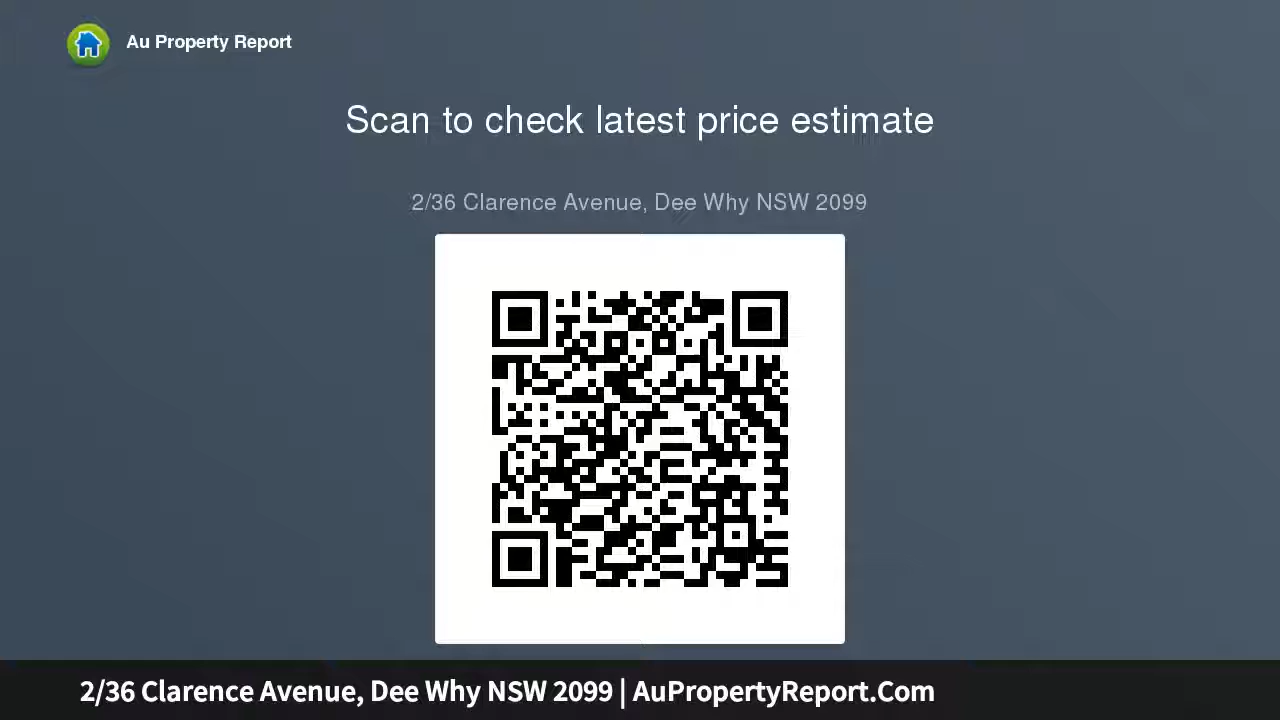 Au Property Report
Scan to check latest price estimate
2/36 Clarence Avenue, Dee Why NSW 2099
2/36 Clarence Avenue, Dee Why NSW 2099 | AuPropertyReport.Com